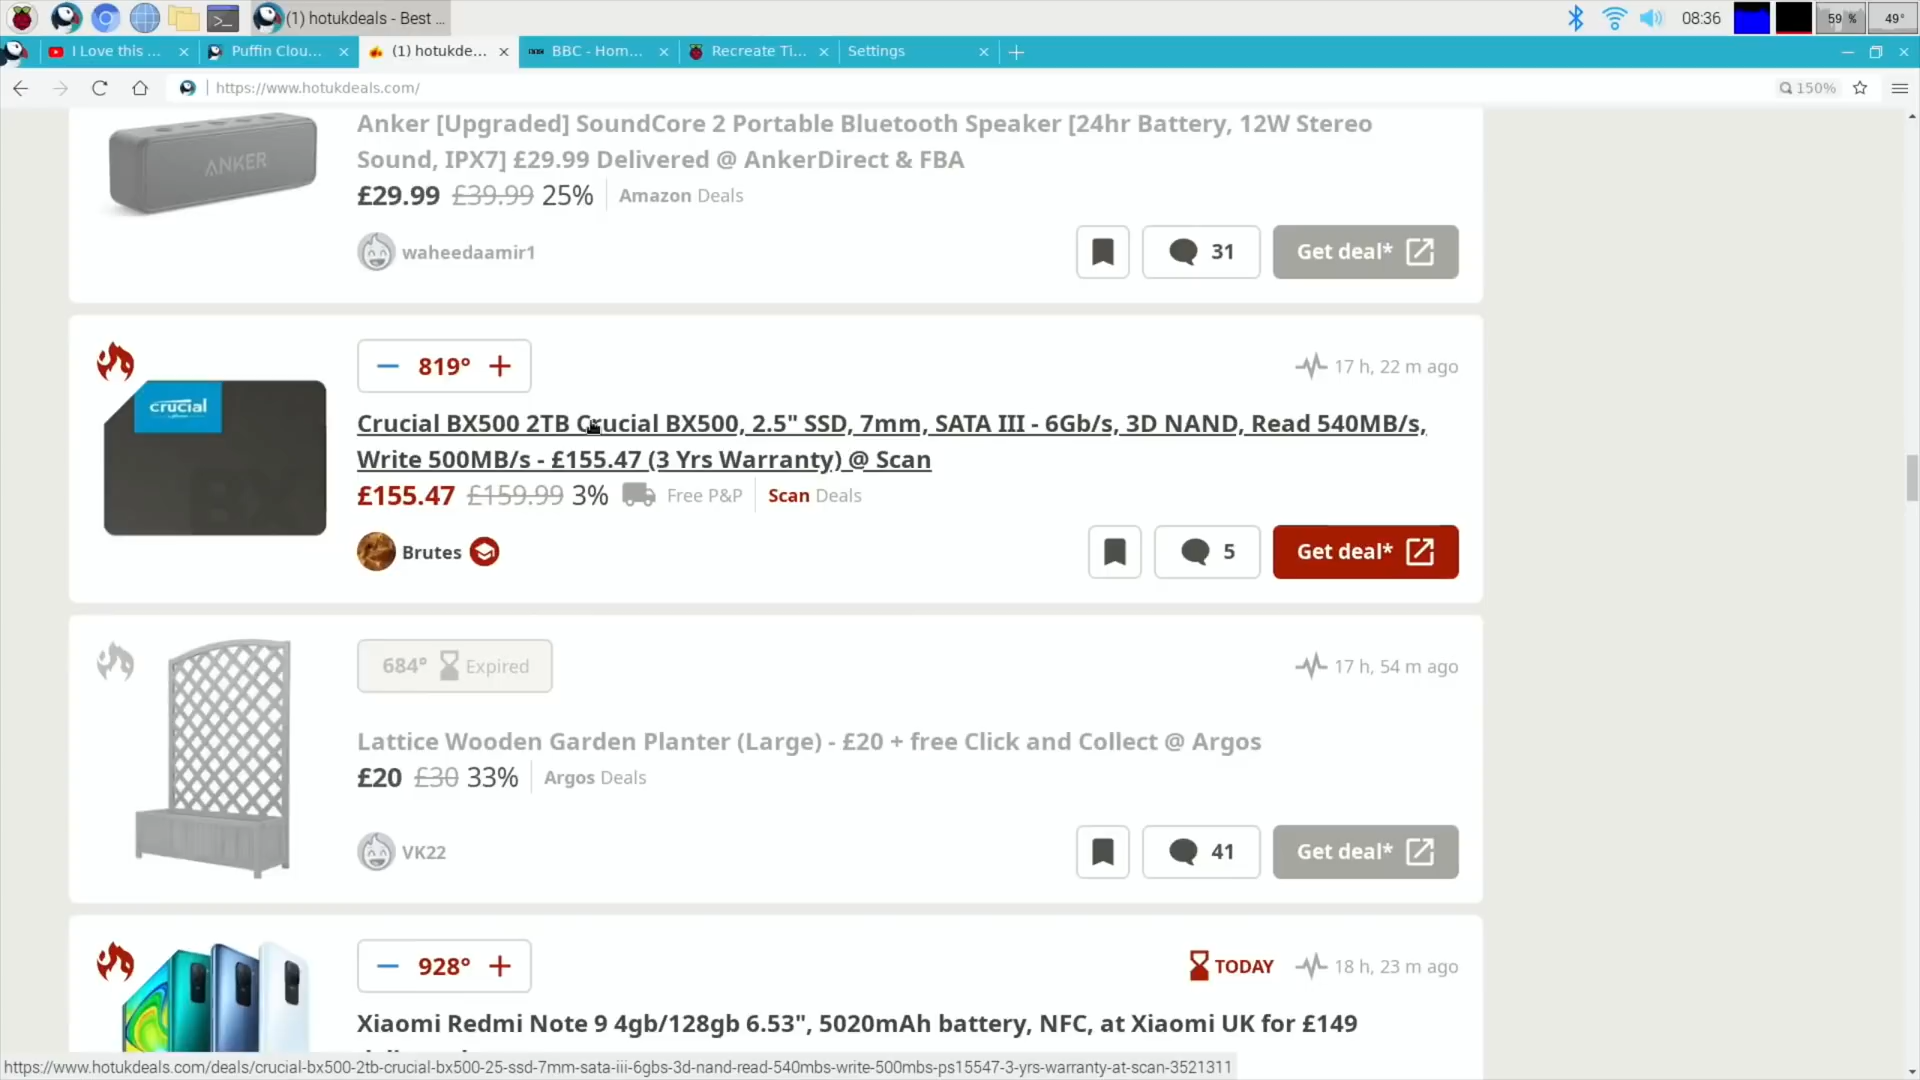 (1) hotukdeals - Best ...
08:36
59 %
49°
I Love this ...
Puffin Clou...
(1) hotukde...
BBC - Hom...
Recreate Ti...
Settings
https://www.hotukdeals.com/
150%
ANKER
Anker [Upgraded] SoundCore 2 Portable Bluetooth Speaker [24hr Battery, 12W Stereo
Sound, IPX7] £29.99 Delivered @ AnkerDirect & FBA
£29.99 £39.99 25% Amazon Deals
waheedaamir1
31
Get deal*
819°
17 h, 22 m ago
crucial
BX
Crucial BX500 2TB Crucial BX500, 2.5" SSD, 7mm, SATA III - 6Gb/s, 3D NAND, Read 540MB/s,
Write 500MB/s - £155.47 (3 Yrs Warranty) @ Scan
£155.47 £159.99 3% Free P&P Scan Deals
Brutes
5
Get deal*
684° Expired
17 h, 54 m ago
Lattice Wooden Garden Planter (Large) - £20 + free Click and Collect @ Argos
£20 £30 33% Argos Deals
VK22
41
Get deal*
928°
TODAY
18 h, 23 m ago
Xiaomi Redmi Note 9 4gb/128gb 6.53", 5020mAh battery, NFC, at Xiaomi UK for £149
https://www.hotukdeals.com/deals/crucial-bx500-2tb-crucial-bx500-25-ssd-7mm-sata-iii-6gbs-3d-nand-read-540mbs-write-500mbs-ps15547-3-yrs-warranty-at-scan-3521311